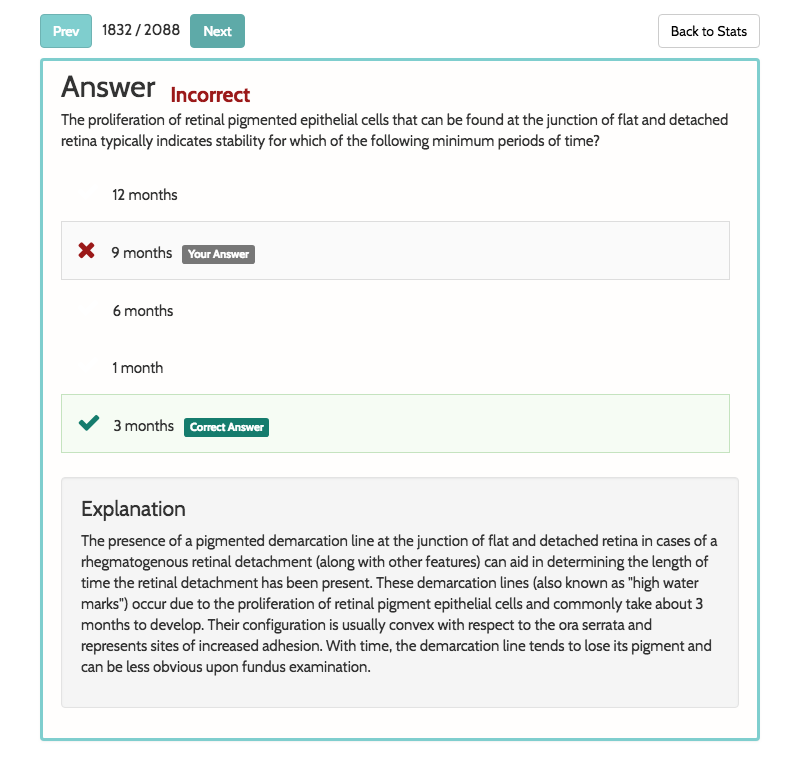 Prev 1832 / 2088 Next Back to Stats
Answer Incorrect
The proliferation of retinal pigmented epithelial cells that can be found at the junction of flat and detached
retina typically indicates stability for which of the following minimum periods of time?
12 months
9 months Your Answer
6 months
1 month
3 months Correct Answer
Explanation
The presence of a pigmented demarcation line at the junction of flat and detached retina in cases of a
rhegmatogenous retinal detachment (along with other features) can aid in determining the length of
time the retinal detachment has been present. These demarcation lines (also known as "high water
marks") occur due to the proliferation of retinal pigment epithelial cells and commonly take about 3
months to develop. Their configuration is usually convex with respect to the ora serrata and
represents sites of increased adhesion. With time, the demarcation line tends to lose its pigment and
can be less obvious upon fundus examination.